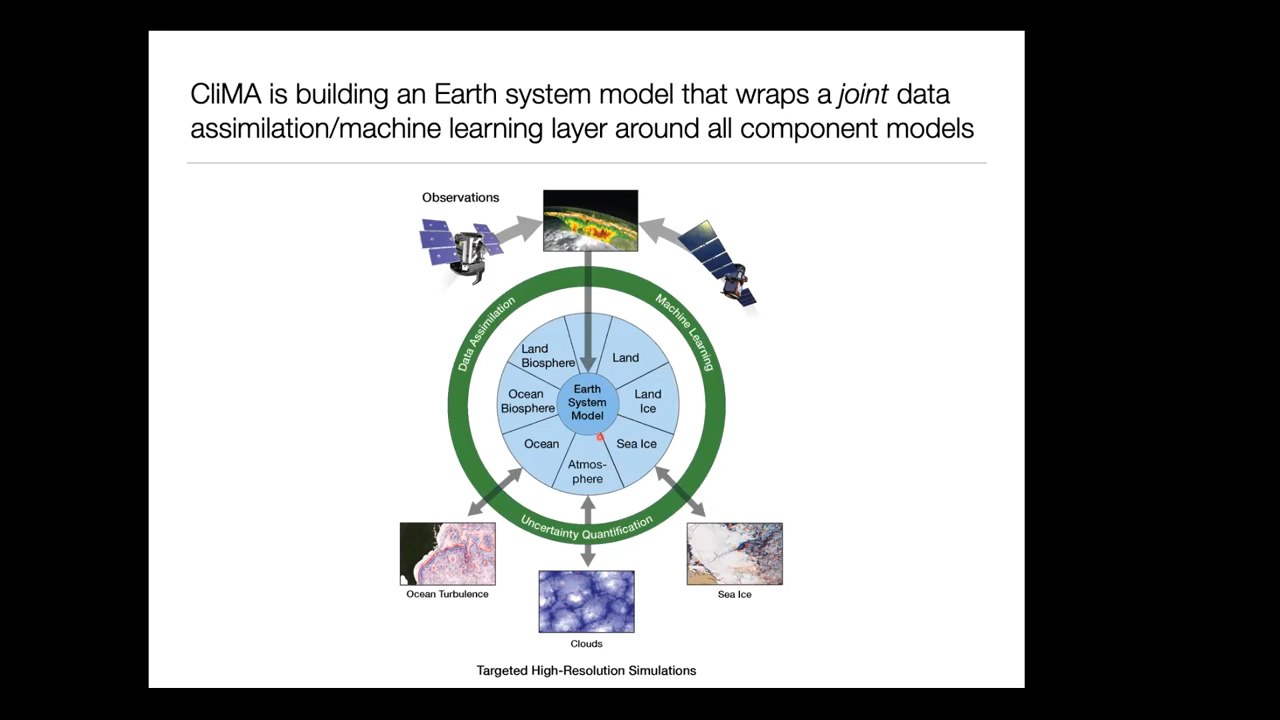 CliMA is building an Earth system model that wraps a joint data
assimilation/machine learning layer around all component models
Observations
Data Assimilation
Machine Learning
Land
Biosphere
Land
Ocean
Biosphere
Earth
System
Model
Land
Ice
Ocean
Sea Ice
Atmos-
phere
Uncertainty Quantification
Ocean Turbulence
Sea Ice
Clouds
Targeted High-Resolution Simulations